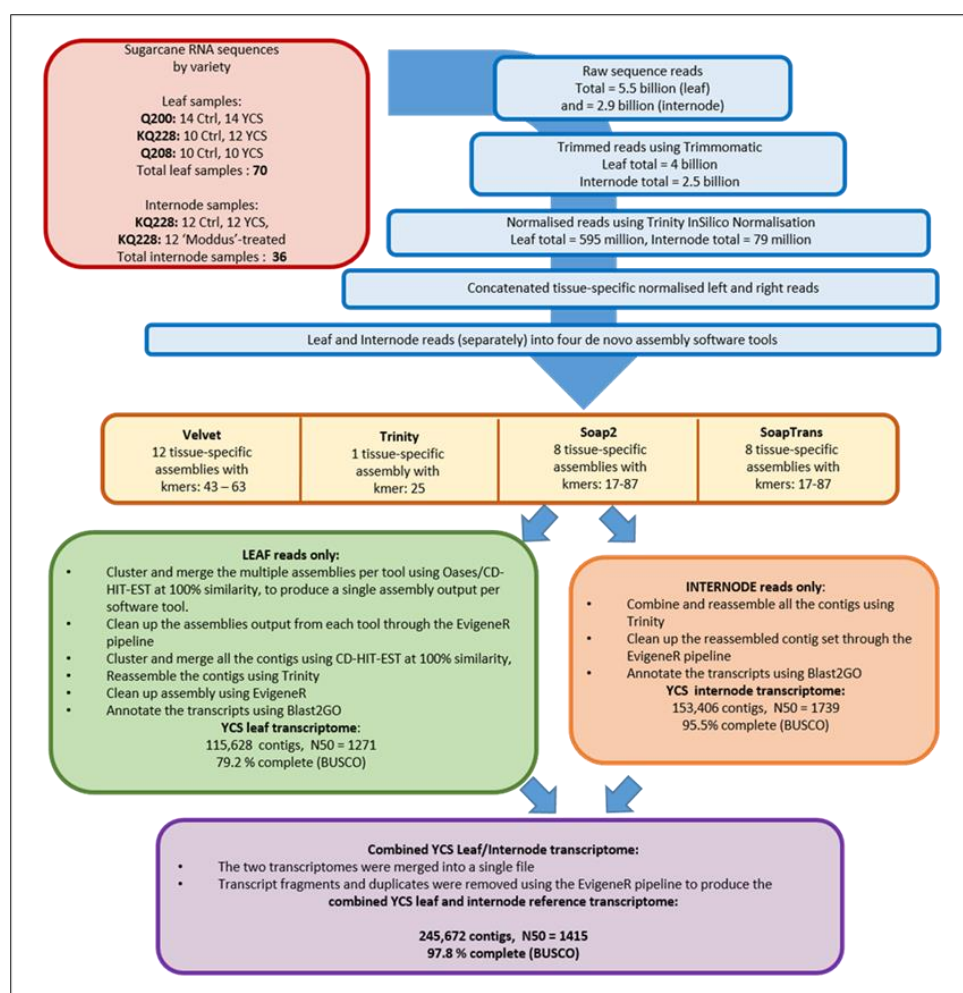 Sugarcane RNA sequences
by variety
Leaf samples:
Q200: 14 Ctrl, 14 YCS
KQ228: 10 Ctrl, 12 YCS
Q208: 10 Ctrl, 10 YCS
Total leaf samples : 70
Internode samples:
KQ228: 12 Ctrl, 12 YCS,
KQ228: 12 ‘Moddus’-treated
Total internode samples : 36
Raw sequence reads
Total = 5.5 billion (leaf)
and = 2.9 billion (internode)
Trimmed reads using Trimmomatic
Leaf total = 4 billion
Internode total = 2.5 billion
Normalised reads using Trinity InSilico Normalisation
Leaf total = 595 million, Internode total = 79 million
Concatenated tissue-specific normalised left and right reads
Leaf and Internode reads (separately) into four de novo assembly software tools
Velvet
12 tissue-specific
assemblies with
kmers: 43 – 63
Trinity
1 tissue-specific
assembly with
kmer: 25
Soap2
8 tissue-specific
assemblies with
kmers: 17-87
SoapTrans
8 tissue-specific
assemblies with
kmers: 17-87
LEAF reads only:
• Cluster and merge the multiple assemblies per tool using Oases/CD-
HIT-EST at 100% similarity, to produce a single assembly output per
software tool.
• Clean up the assemblies output from each tool through the EvigeneR
pipeline
• Cluster and merge all the contigs using CD-HIT-EST at 100% similarity,
• Reassemble the contigs using Trinity
• Clean up assembly using EvigeneR
• Annotate the transcripts using Blast2GO
YCS leaf transcriptome:
115,628 contigs, N50 = 1271
79.2 % complete (BUSCO)
INTERNODE reads only:
• Combine and reassemble all the contigs using
Trinity
• Clean up the reassembled contig set through the
EvigeneR pipeline
• Annotate the transcripts using Blast2GO
YCS internode transcriptome:
153,406 contigs, N50 = 1739
95.5% complete (BUSCO)
Combined YCS Leaf/Internode transcriptome:
• The two transcriptomes were merged into a single file
• Transcript fragments and duplicates were removed using the EvigeneR pipeline to produce the
combined YCS leaf and internode reference transcriptome:
245,672 contigs, N50 = 1415
97.8 % complete (BUSCO)